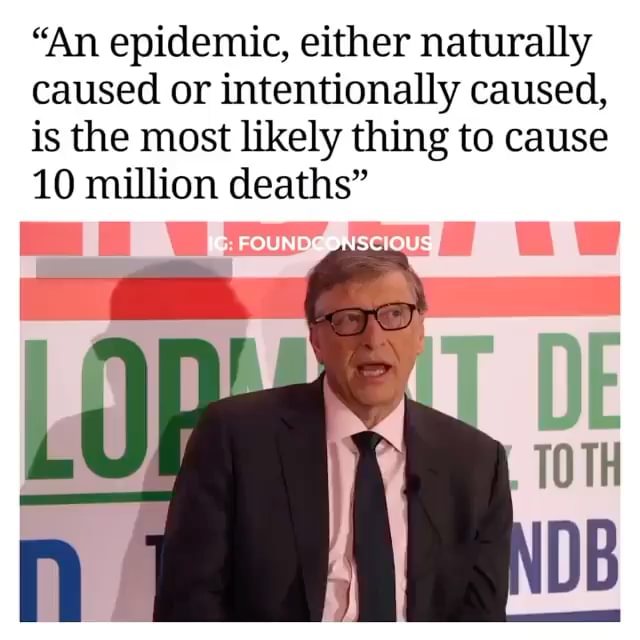 “An epidemic, either naturally
caused or intentionally caused,
is the most likely thing to cause
10 million deaths”
IG: FOUNDCONSCIOUS
DE
TO TH
NDB